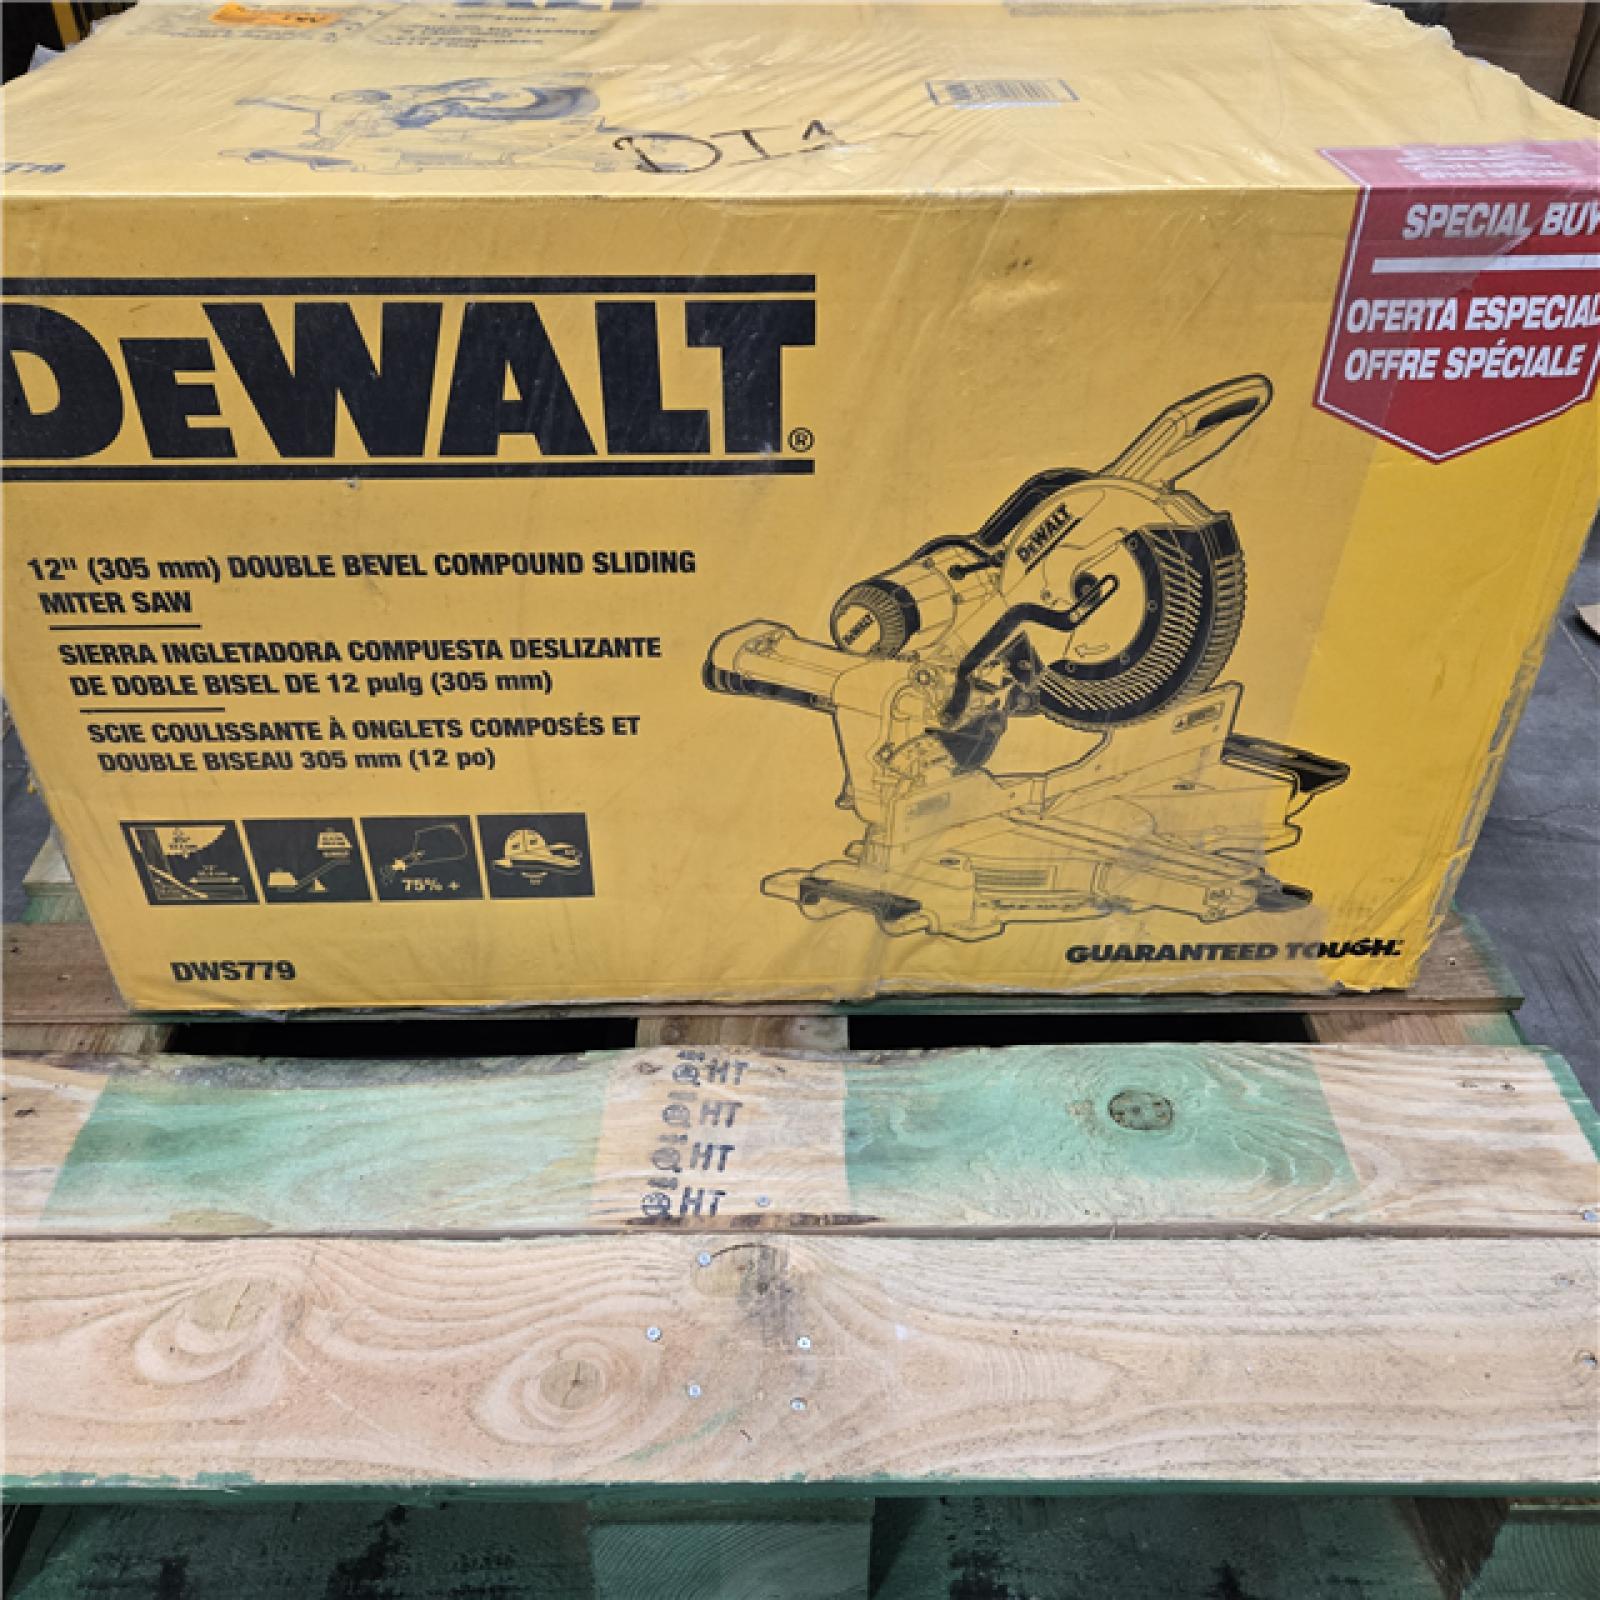 DIA
SPECIAL BUY
OFERTA ESPECIAL
OFFRE SPÉCIALE
DEWALT®
DEWALT
DEWALT
12" (305 mm) DOUBLE BEVEL COMPOUND SLIDING
MITER SAW
SIERRA INGLETADORA COMPUESTA DESLIZANTE
DE DOBLE BISEL DE 12 pulg (305 mm)
SCIE COULISSANTE À ONGLETS COMPOSÉS ET
DOUBLE BISEAU 305 mm (12 po)
75% +
DWS779
GUARANTEED TOUGH.
HT
HT
HT
HT